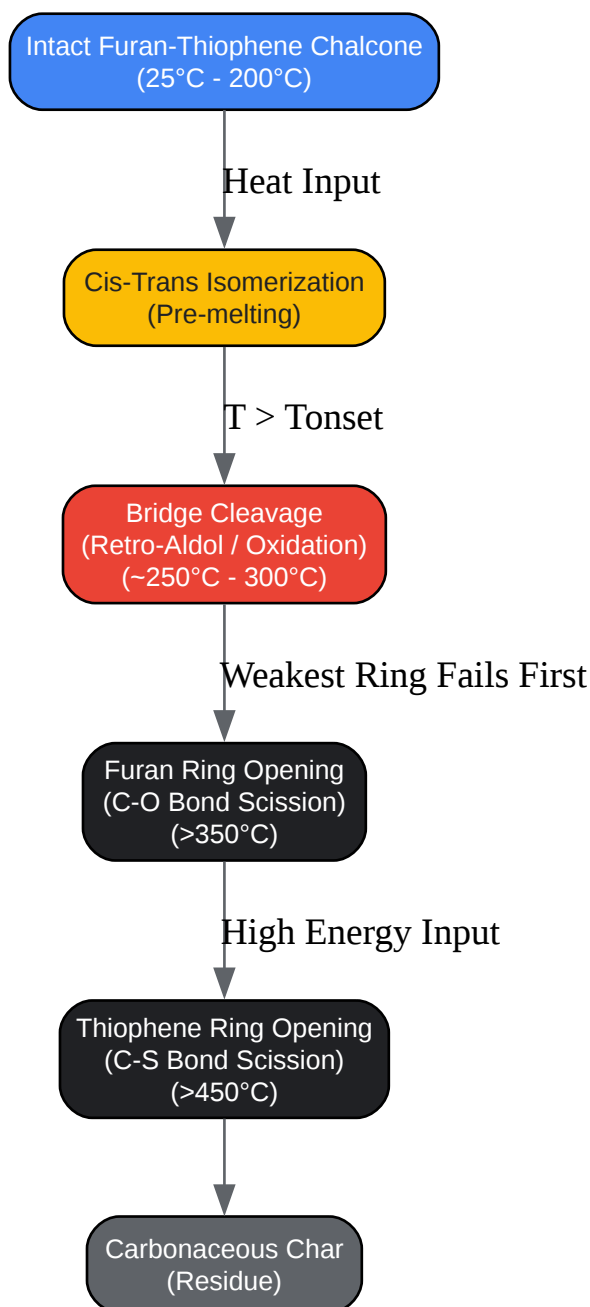 Intact Furan-Thiophene Chalcone
(25°C - 200°C)
Heat Input
Cis-Trans Isomerization
(Pre-melting)
T > Tonset
Bridge Cleavage
(Retro-Aldol / Oxidation)
(~250°C - 300°C)
Weakest Ring Fails First
Furan Ring Opening
(C-O Bond Scission)
(>350°C)
High Energy Input
Thiophene Ring Opening
(C-S Bond Scission)
(>450°C)
Carbonaceous Char
(Residue)